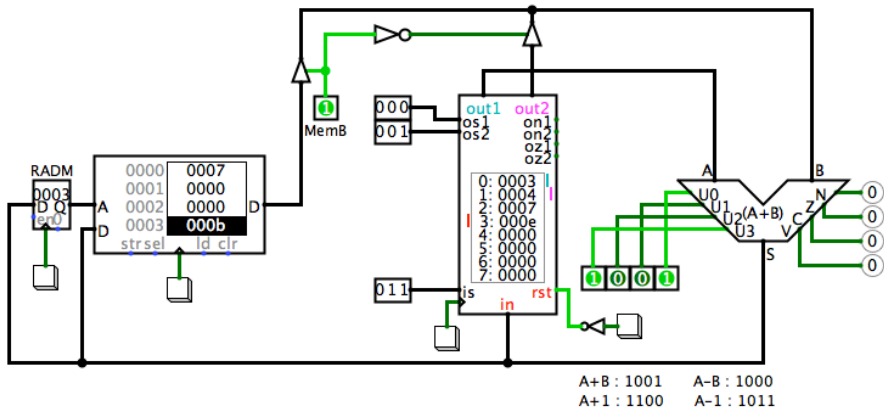 out1 out2
000
001
os1 on1
os2 on2
oz1
oz2
1
MemB
RADM
0003
D Q
en0
A
D
0000 0007
0001 0000
0002 0000
0003 000b
D
str sel ld clr
0: 0003
1: 0004
2: 0007
3: 000e
4: 0000
5: 0000
6: 0000
7: 0000
011
is
in
rst
A B
U0
U1
U2
U3
(A+B)
N
Z
C
V
S
0
0
0
0
1 0 0 1
A+B : 1001 A-B : 1000
A+1 : 1100 A-1 : 1011